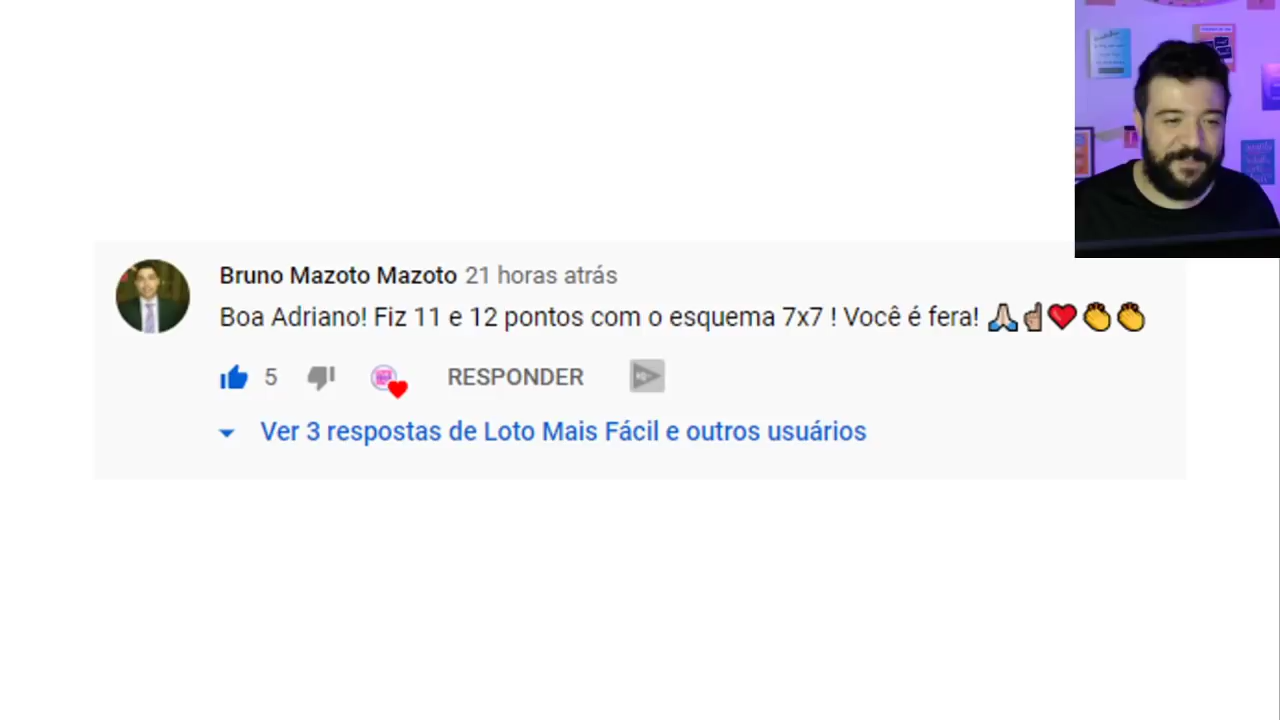 Bruno Mazoto Mazoto 21 horas atrás
Boa Adriano! Fiz 11 e 12 pontos com o esquema 7x7 ! Você é fera! 🙏🏻☝🏽❤️👏👏
5 RESPONDER
Ver 3 respostas de Loto Mais Fácil e outros usuários